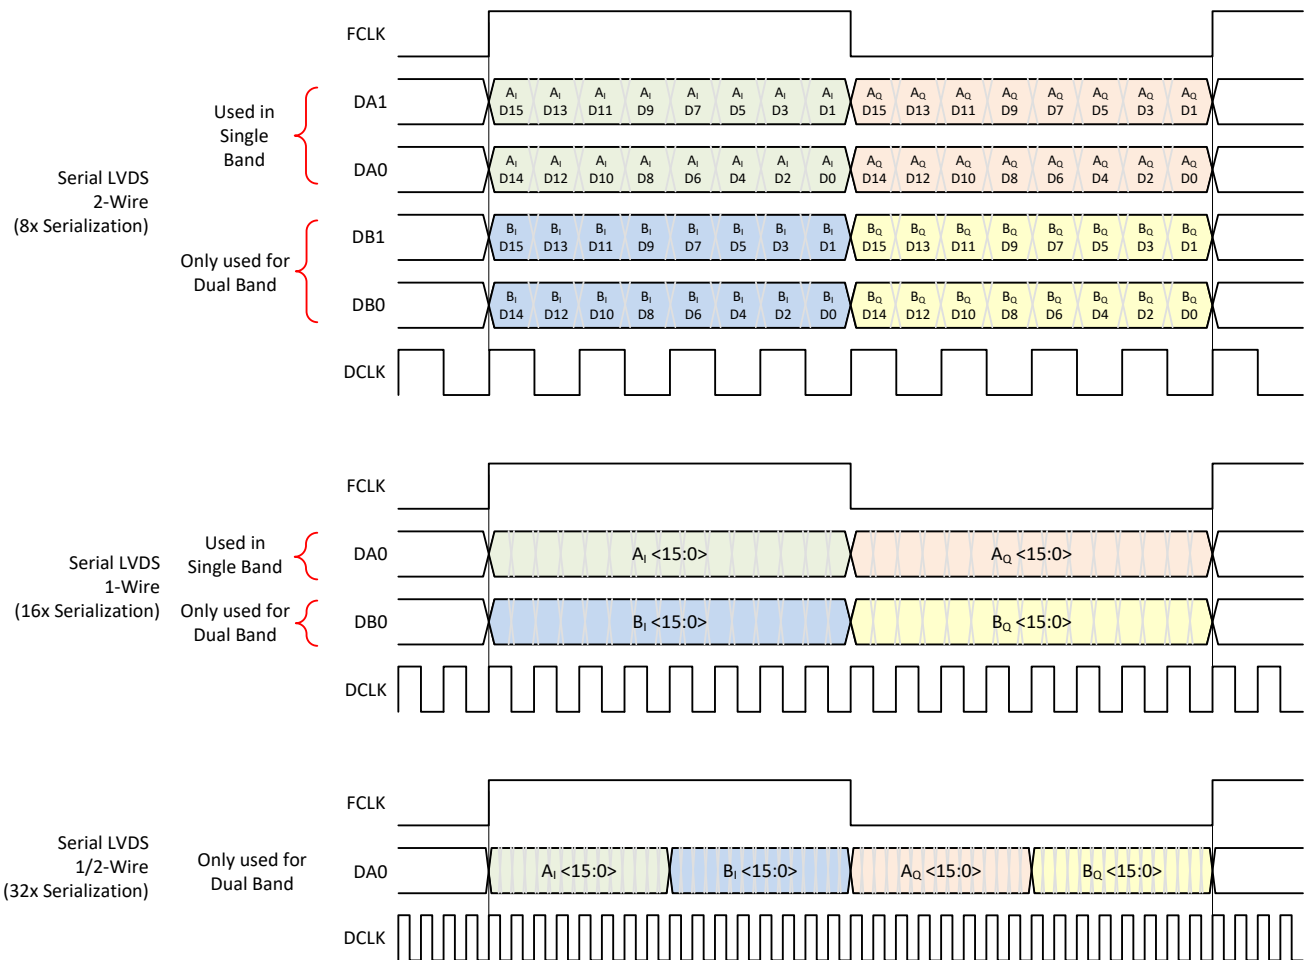 FCLK
Used in
Single
Band
DA1
A_I A_I A_I A_I A_I A_I A_I A_I A_Q A_Q A_Q A_Q A_Q A_Q A_Q A_Q
D15 D13 D11 D9 D7 D5 D3 D1 D15 D13 D11 D9 D7 D5 D3 D1
DA0
A_I A_I A_I A_I A_I A_I A_I A_I A_Q A_Q A_Q A_Q A_Q A_Q A_Q A_Q
D14 D12 D10 D8 D6 D4 D2 D0 D14 D12 D10 D8 D6 D4 D2 D0
Serial LVDS
2-Wire
(8x Serialization)
Only used for
Dual Band
DB1
B_I B_I B_I B_I B_I B_I B_I B_I B_Q B_Q B_Q B_Q B_Q B_Q B_Q B_Q
D15 D13 D11 D9 D7 D5 D3 D1 D15 D13 D11 D9 D7 D5 D3 D1
DB0
B_I B_I B_I B_I B_I B_I B_I B_I B_Q B_Q B_Q B_Q B_Q B_Q B_Q B_Q
D14 D12 D10 D8 D6 D4 D2 D0 D14 D12 D10 D8 D6 D4 D2 D0
DCLK
FCLK
Serial LVDS
1-Wire
(16x Serialization)
Used in
Single Band
DA0 A_I <15:0> A_Q <15:0>
Only used for
Dual Band
DB0 B_I <15:0> B_Q <15:0>
DCLK
FCLK
Serial LVDS
1/2-Wire
(32x Serialization)
Only used for
Dual Band
DA0 A_I <15:0> B_I <15:0> A_Q <15:0> B_Q <15:0>
DCLK